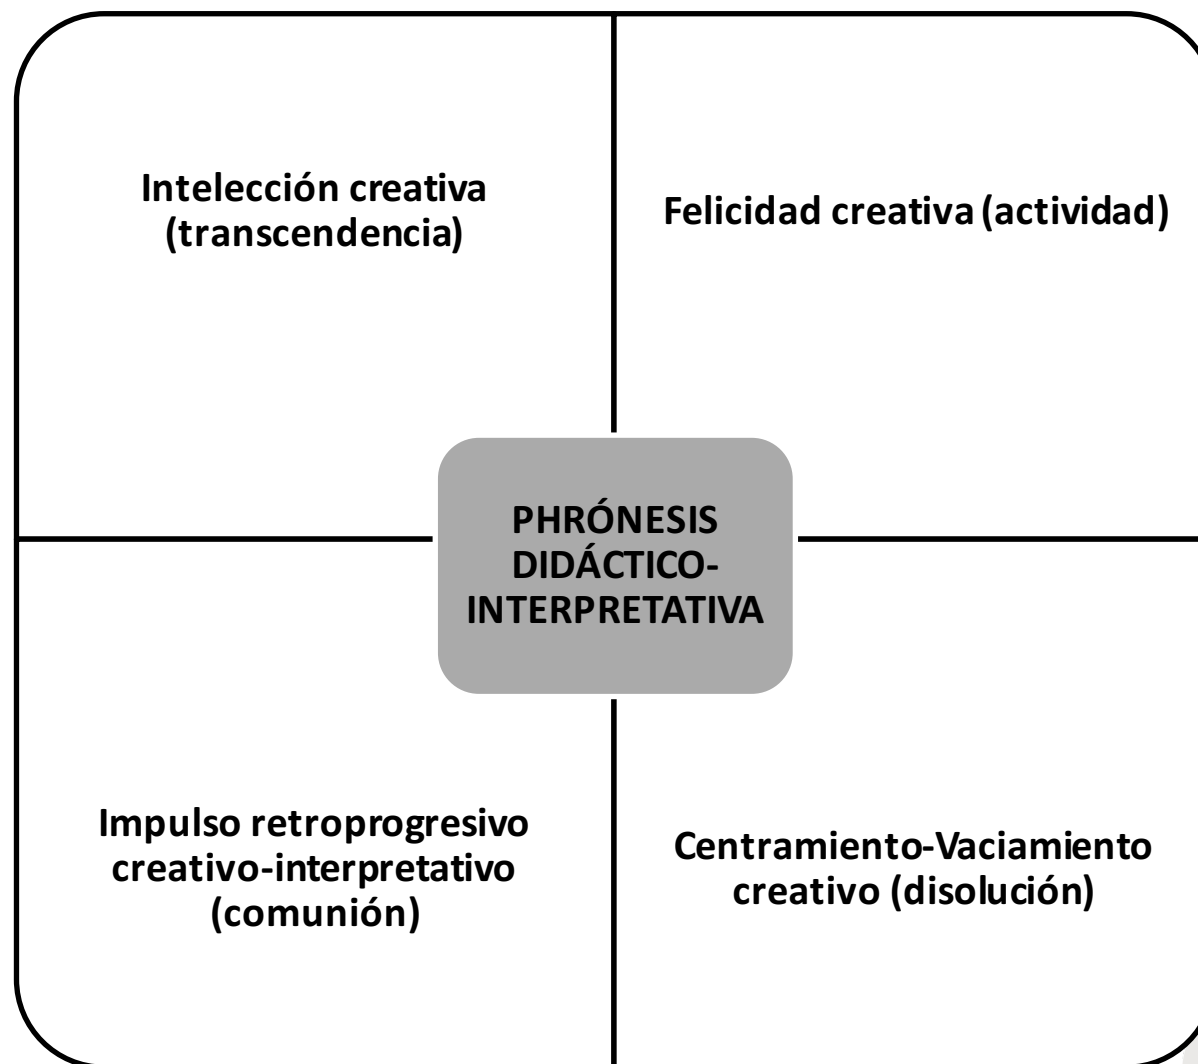 Intelección creativa
(transcendencia)
Felicidad creativa (actividad)
PHRÓNESIS
DIDÁCTICO-
INTERPRETATIVA
Impulso retroprogresivo
creativo-interpretativo
(comunión)
Centramiento-Vaciamiento
creativo (disolución)